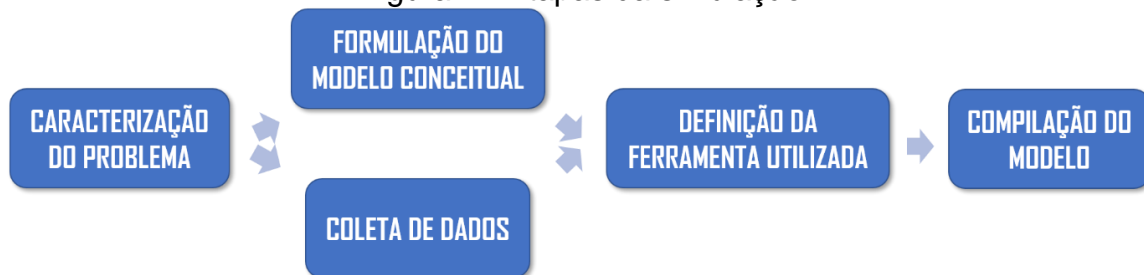 FORMULAÇÃO DO
MODELO CONCEITUAL
CARACTERIZAÇÃO
DO PROBLEMA
DEFINIÇÃO DA
FERRAMENTA UTILIZADA
COMPILAÇÃO DO
MODELO
COLETA DE DADOS